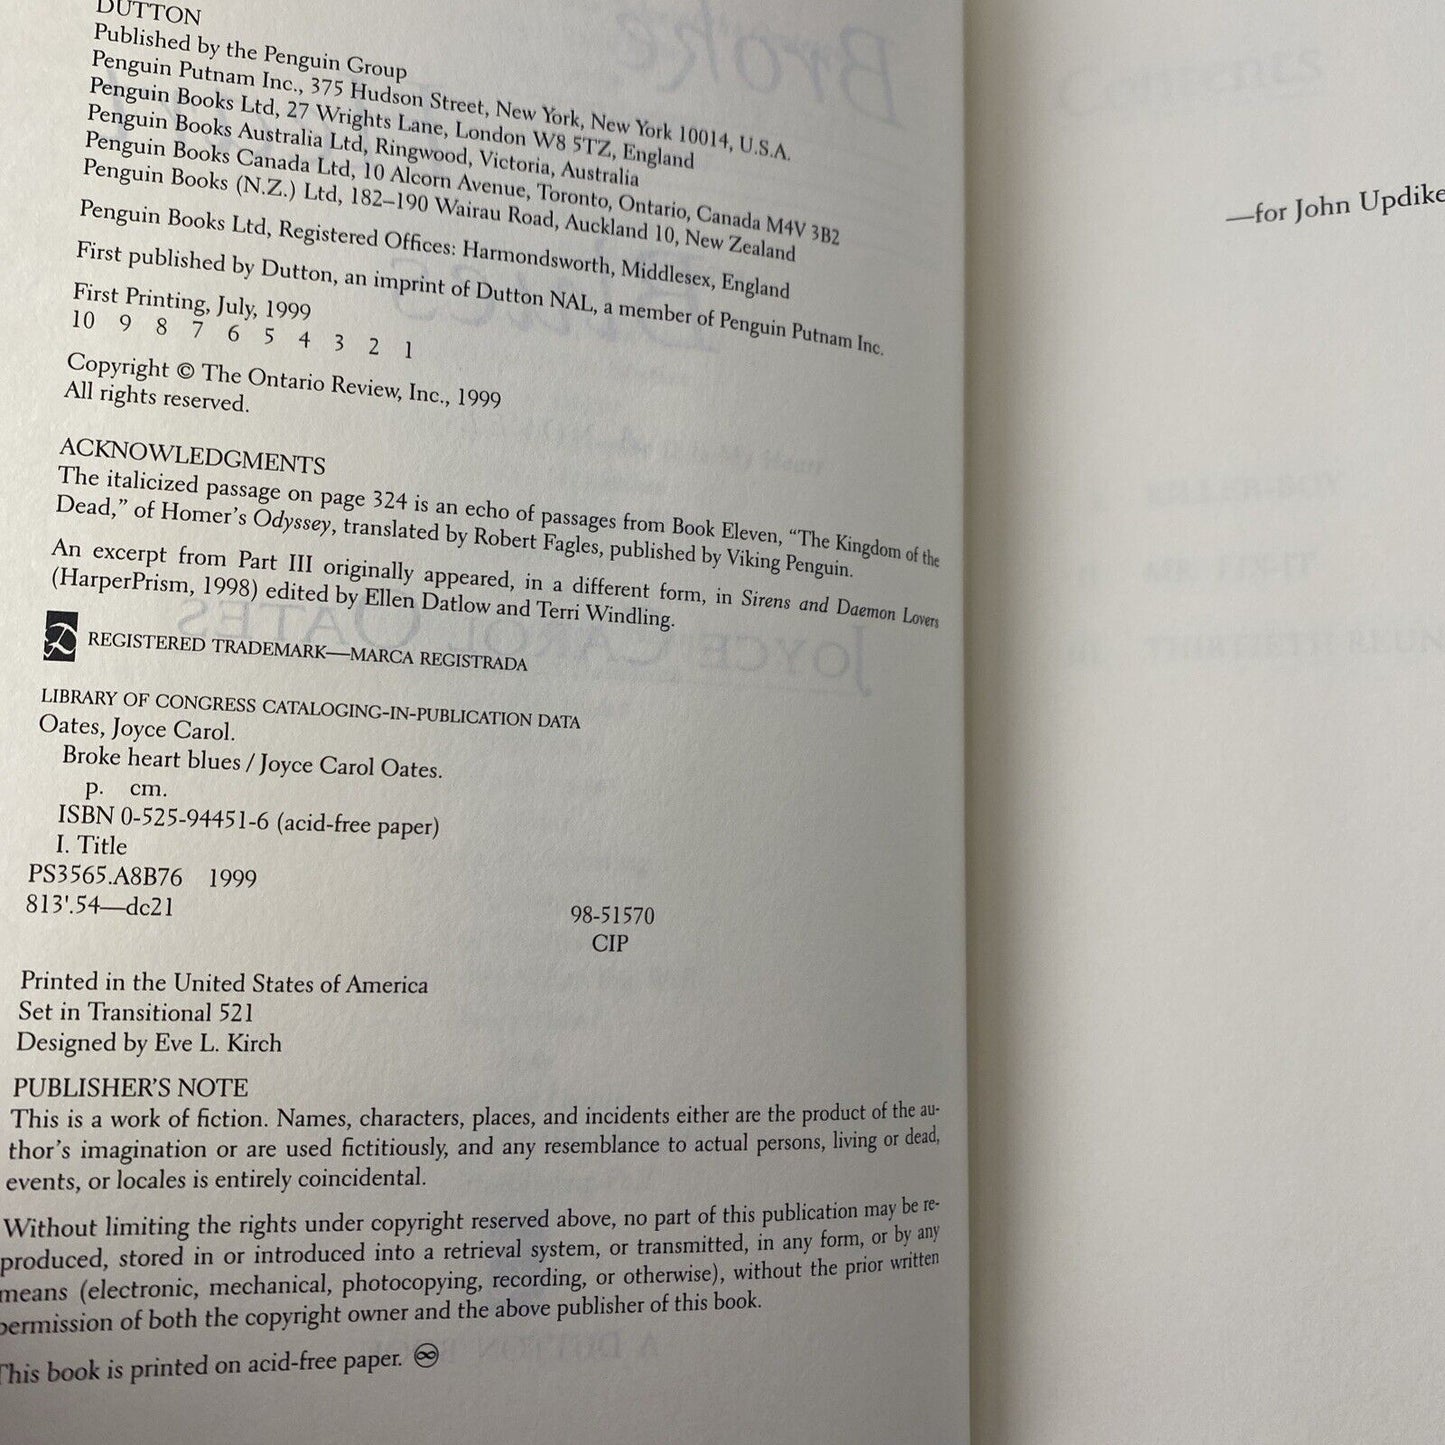 DUTTON
Published by the Penguin Group
Penguin Putnam Inc., 375 Hudson Street, New York, New York 10014, U.S.A.
Penguin Books Ltd, 27 Wrights Lane, London W8 5TZ, England
Penguin Books Australia Ltd, Ringwood, Victoria, Australia
Penguin Books Canada Ltd, 10 Alcorn Avenue, Toronto, Ontario, Canada M4V 3B2
Penguin Books (N.Z.) Ltd, 182–190 Wairau Road, Auckland 10, New Zealand
Penguin Books Ltd, Registered Offices: Harmondsworth, Middlesex, England
First published by Dutton, an imprint of Dutton NAL, a member of Penguin Putnam Inc.
First Printing, July, 1999
10 9 8 7 6 5 4 3 2 1
Copyright © The Ontario Review, Inc., 1999
All rights reserved.
ACKNOWLEDGMENTS
The italicized passage on page 324 is an echo of passages from Book Eleven, “The Kingdom of the
Dead,” of Homer's Odyssey, translated by Robert Fagles, published by Viking Penguin.
An excerpt from Part III originally appeared, in a different form, in Sirens and Daemon Lovers
(HarperPrism, 1998) edited by Ellen Datlow and Terri Windling.
REGISTERED TRADEMARK—MARCA REGISTRADA
LIBRARY OF CONGRESS CATALOGING-IN-PUBLICATION DATA
Oates, Joyce Carol.
Broke heart blues / Joyce Carol Oates.
p. cm.
ISBN 0-525-94451-6 (acid-free paper)
I. Title
PS3565.A8B76 1999
813'.54—dc21
98-51570
CIP
Printed in the United States of America
Set in Transitional 521
Designed by Eve L. Kirch
PUBLISHER'S NOTE
This is a work of fiction. Names, characters, places, and incidents either are the product of the au-
thor's imagination or are used fictitiously, and any resemblance to actual persons, living or dead,
events, or locales is entirely coincidental.
Without limiting the rights under copyright reserved above, no part of this publication may be re-
produced, stored in or introduced into a retrieval system, or transmitted, in any form, or by any
means (electronic, mechanical, photocopying, recording, or otherwise), without the prior written
permission of both the copyright owner and the above publisher of this book.
This book is printed on acid-free paper. ♾
—for John Updike